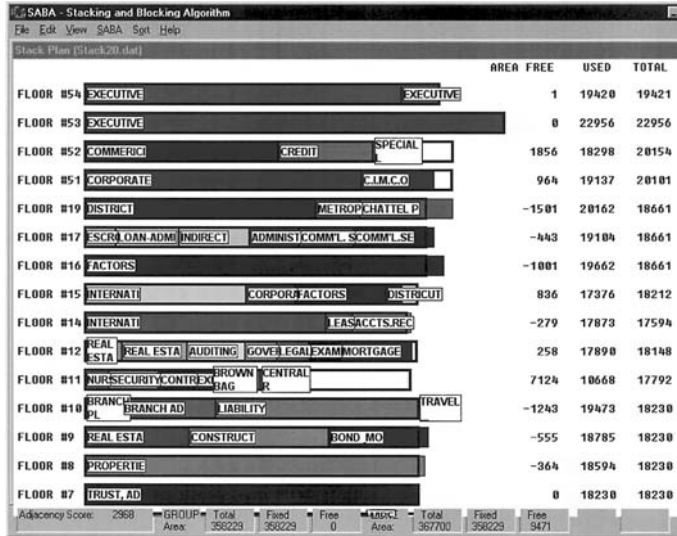 SABA - Stacking and Blocking Algorithm
File Edit View SABA Sort Help
Stack Plan (Stack20.dat)
AREA FREE USED TOTAL
FLOOR #54 EXECUTIVE EXECUTIVE 1 19420 19421
FLOOR #53 EXECUTIVE 0 22956 22956
FLOOR #52 COMMERICI CREDIT SPECIAL L 1856 18298 20154
FLOOR #51 CORPORATE C.I.M.C.O 964 19137 20101
FLOOR #19 DISTRICT METROP CHATTEL P -1501 20162 18661
FLOOR #17 ESCR LOAN-ADMI INDIRECT ADMINIST COMM'L. S COMM'L.SE -443 19104 18661
FLOOR #16 FACTORS -1001 19662 18661
FLOOR #15 INTERNATI CORPORA FACTORS DISTRICUT 836 17376 18212
FLOOR #14 INTERNATI LEAS ACCTS.REC -279 17873 17594
FLOOR #12 REAL ESTA REAL ESTA AUDITING GOVE LEGAL EXAM MORTGAGE 258 17890 18148
FLOOR #11 NUR SECURITY CONTR EX BROWN BAG CENTRAL R 7124 10668 17792
FLOOR #10 BRANCH PL BRANCH AD LIABILITY TRAVEL -1243 19473 18230
FLOOR #9 REAL ESTA CONSTRUCT BOND MO -555 18785 18230
FLOOR #8 PROPERTIE -364 18594 18230
FLOOR #7 TRUST, AD 0 18230 18230
Adjacency Score: 2968 GROUP Total Fixed Free Total Fixed Free
Area: 358229 358229 0 Area: 367700 358229 9471